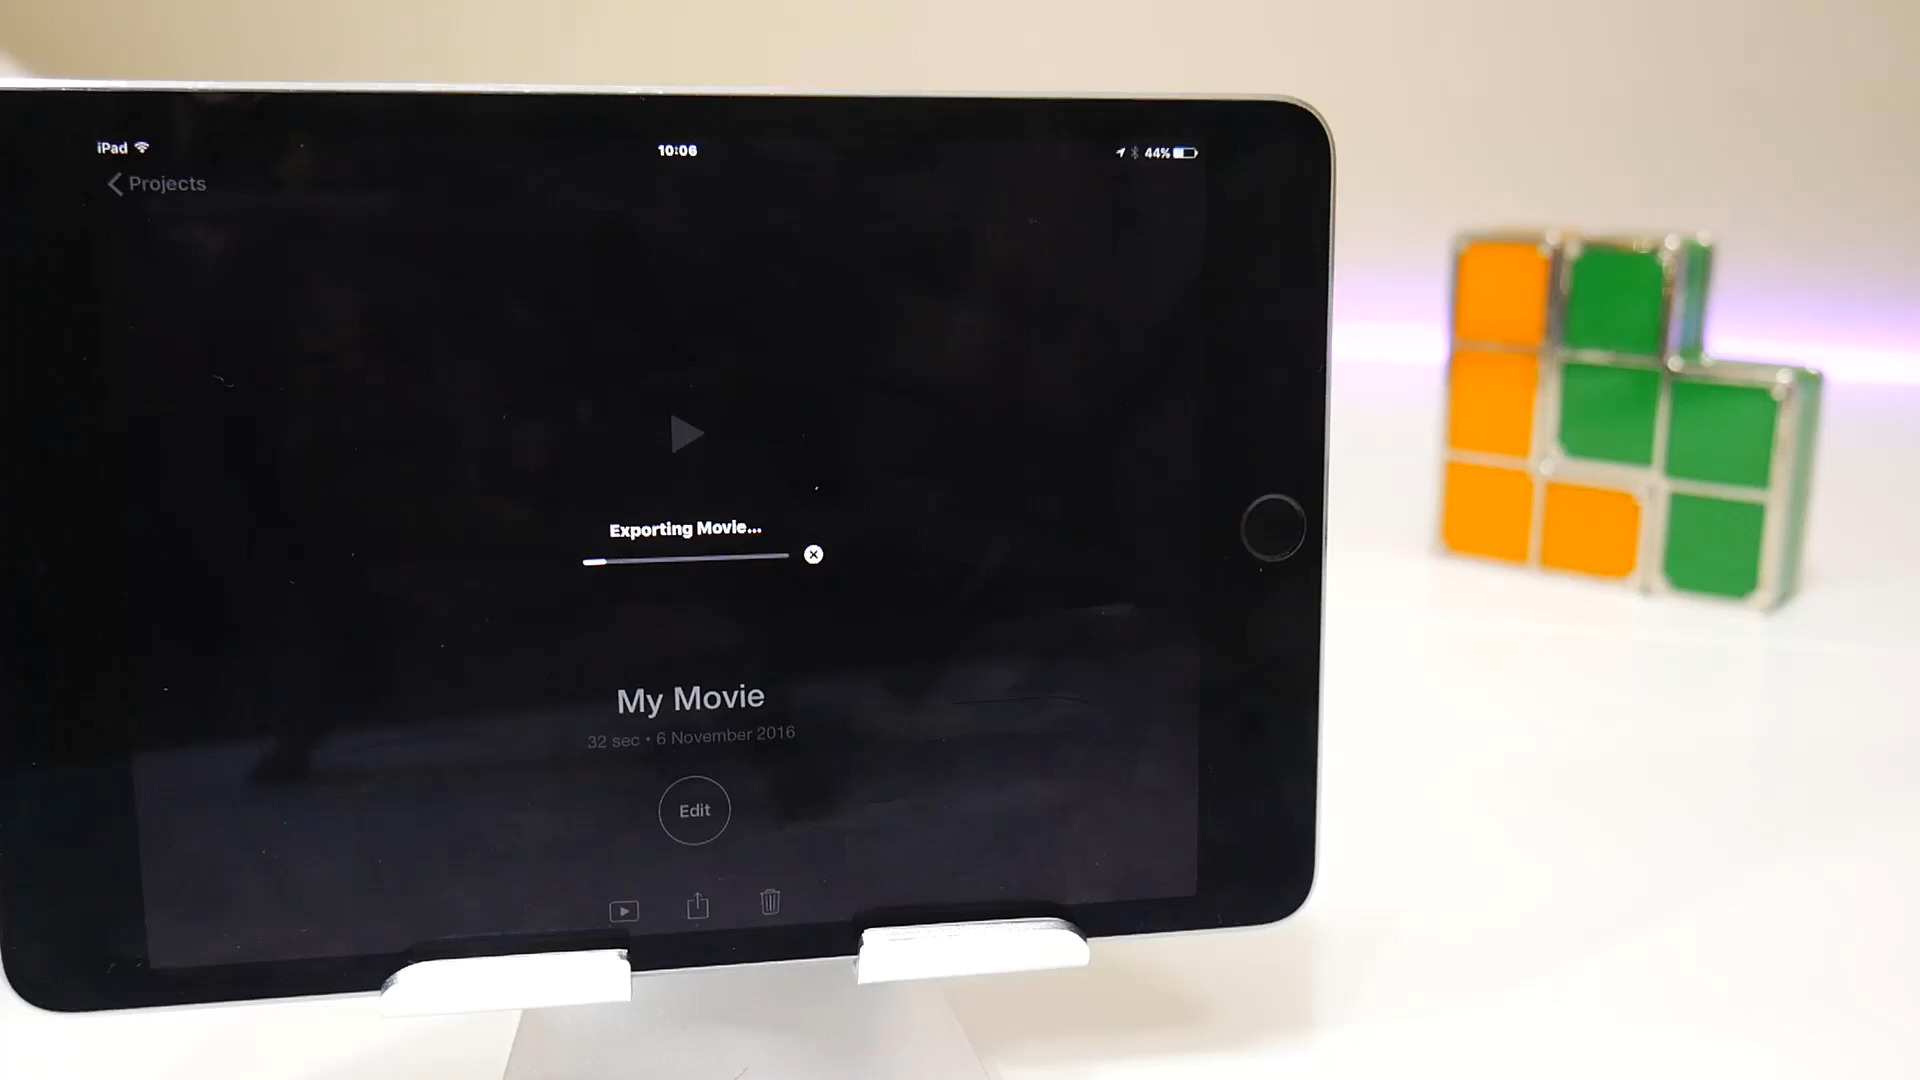 iPad
10:06
44%
Projects
Exporting Movie...
My Movie
32 sec • 6 November 2016
Edit